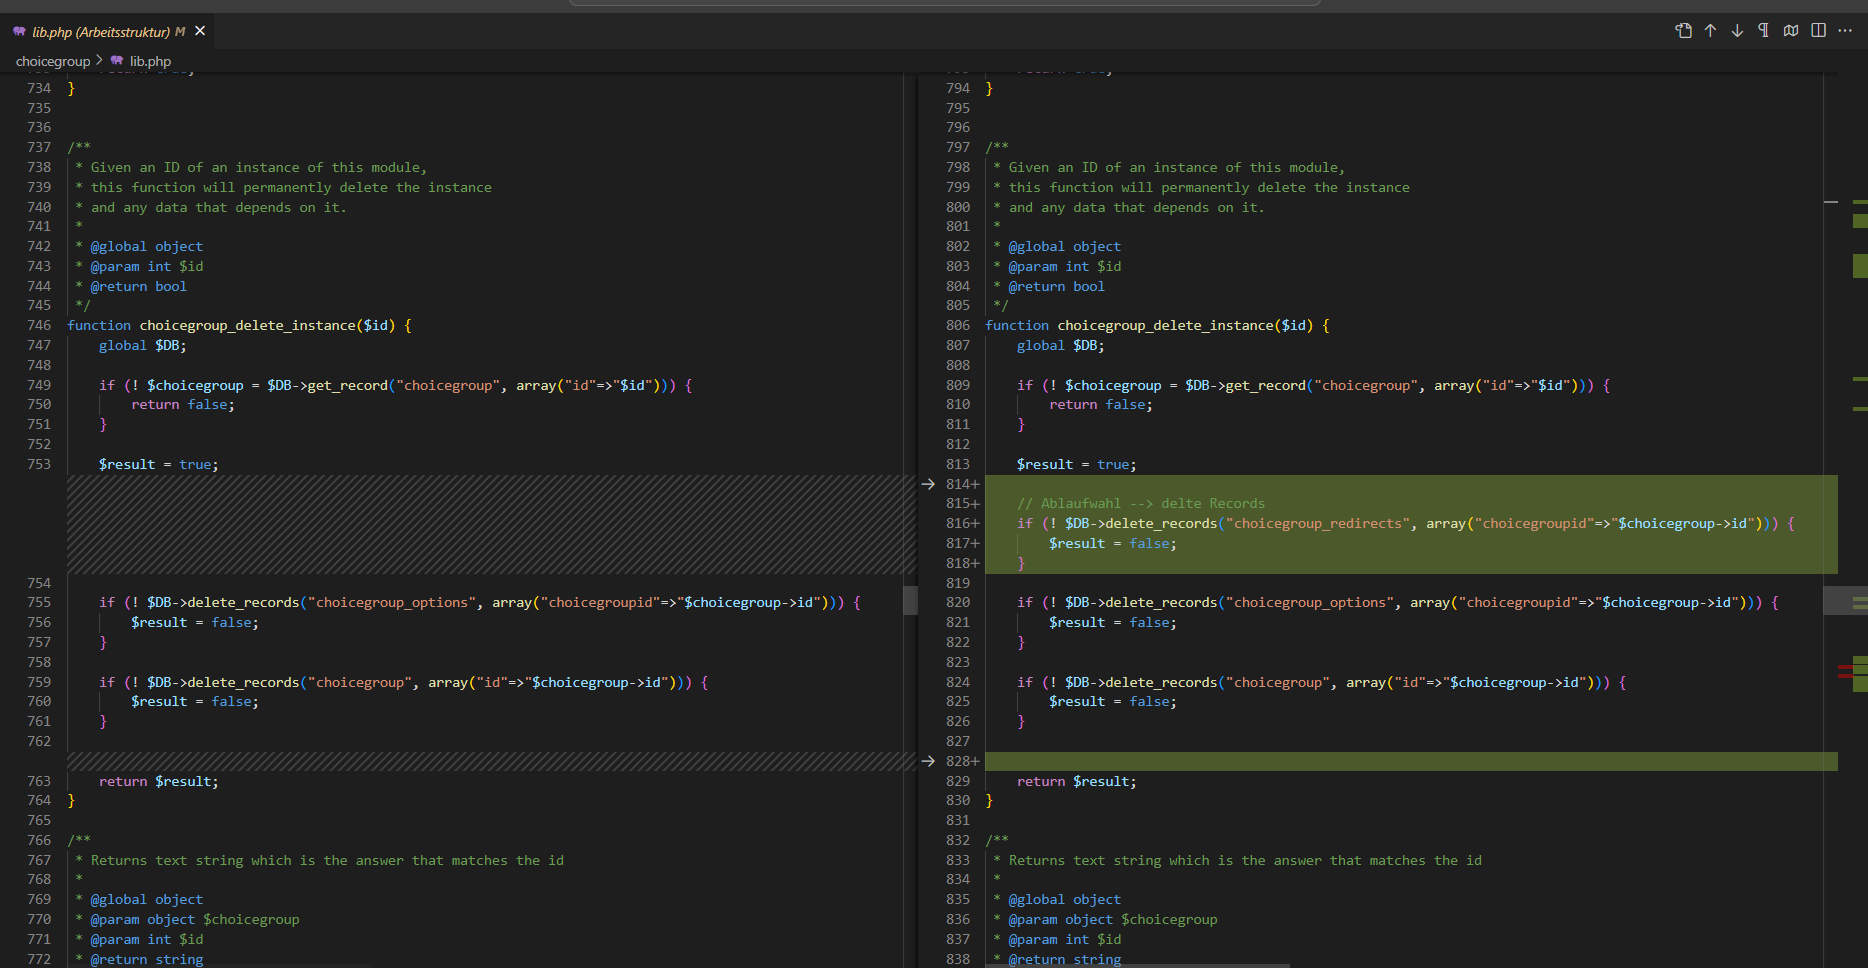 lib.php (Arbeitsstruktur) M
choicegroup > lib.php
734 }
735
736
737 /**
738 * Given an ID of an instance of this module,
739 * this function will permanently delete the instance
740 * and any data that depends on it.
741 *
742 * @global object
743 * @param int $id
744 * @return bool
745 */
746 function choicegroup_delete_instance($id) {
747 global $DB;
748
749 if (! $choicegroup = $DB->get_record("choicegroup", array("id"=>"$id"))) {
750 return false;
751 }
752
753 $result = true;
754
755 if (! $DB->delete_records("choicegroup_options", array("choicegroupid"=>"$choicegroup->id"))) {
756 $result = false;
757 }
758
759 if (! $DB->delete_records("choicegroup", array("id"=>"$choicegroup->id"))) {
760 $result = false;
761 }
762
763 return $result;
764 }
765
766 /**
767 * Returns text string which is the answer that matches the id
768 *
769 * @global object
770 * @param object $choicegroup
771 * @param int $id
772 * @return string
794 }
795
796
797 /**
798 * Given an ID of an instance of this module,
799 * this function will permanently delete the instance
800 * and any data that depends on it.
801 *
802 * @global object
803 * @param int $id
804 * @return bool
805 */
806 function choicegroup_delete_instance($id) {
807 global $DB;
808
809 if (! $choicegroup = $DB->get_record("choicegroup", array("id"=>"$id"))) {
810 return false;
811 }
812
813 $result = true;
814+
815+ // Ablaufwahl --> delte Records
816+ if (! $DB->delete_records("choicegroup_redirects", array("choicegroupid"=>"$choicegroup->id"))) {
817+ $result = false;
818+ }
819
820 if (! $DB->delete_records("choicegroup_options", array("choicegroupid"=>"$choicegroup->id"))) {
821 $result = false;
822 }
823
824 if (! $DB->delete_records("choicegroup", array("id"=>"$choicegroup->id"))) {
825 $result = false;
826 }
827
828+
829 return $result;
830 }
831
832 /**
833 * Returns text string which is the answer that matches the id
834 *
835 * @global object
836 * @param object $choicegroup
837 * @param int $id
838 * @return string